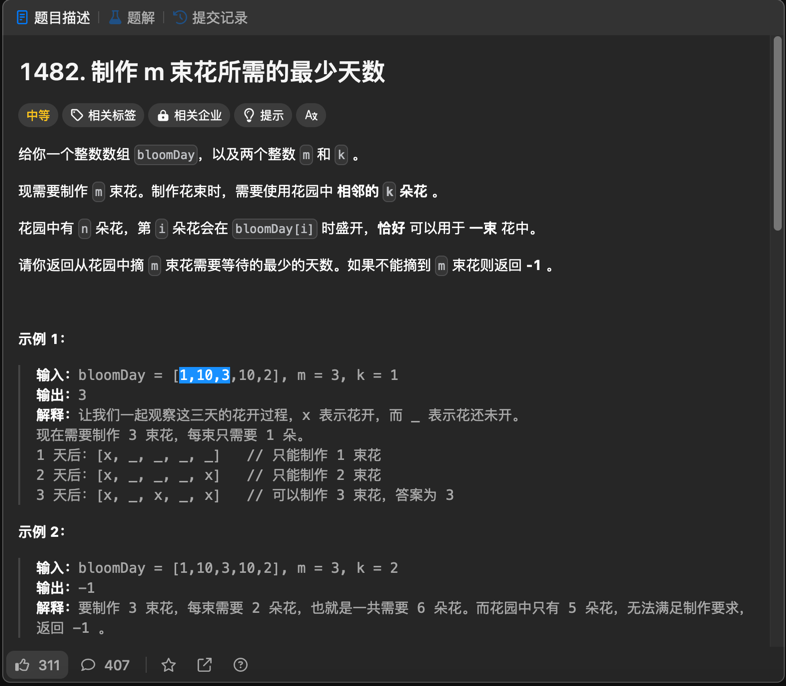 题目描述 题解 提交记录
1482. 制作 m 束花所需的最少天数
中等 相关标签 相关企业 提示 Aʐ
给你一个整数数组 bloomDay，以及两个整数 m 和 k 。
现需要制作 m 束花。制作花束时，需要使用花园中 相邻的 k 朵花 。
花园中有 n 朵花，第 i 朵花会在 bloomDay[i] 时盛开，恰好 可以用于 一束 花中。
请你返回从花园中摘 m 束花需要等待的最少的天数。如果不能摘到 m 束花则返回 -1 。
示例 1：
输入：bloomDay = [1,10,3,10,2], m = 3, k = 1
输出：3
解释：让我们一起观察这三天的花开过程，x 表示花开，而 _ 表示花还未开。
现在需要制作 3 束花，每束只需要 1 朵。
1 天后：[x, _, _, _, _]   // 只能制作 1 束花
2 天后：[x, _, _, _, x]   // 只能制作 2 束花
3 天后：[x, _, x, _, x]   // 可以制作 3 束花，答案为 3
示例 2：
输入：bloomDay = [1,10,3,10,2], m = 3, k = 2
输出：-1
解释：要制作 3 束花，每束需要 2 朵花，也就是一共需要 6 朵花。而花园中只有 5 朵花，无法满足制作要求，
返回 -1 。
311 407